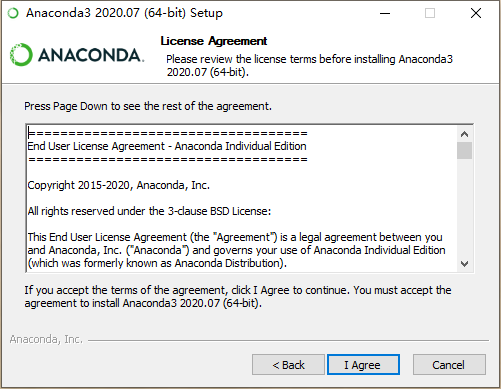 Anaconda3 2020.07 (64-bit) Setup
ANACONDA.
License Agreement
Please review the license terms before installing Anaconda3
2020.07 (64-bit).
Press Page Down to see the rest of the agreement.
===================================
End User License Agreement - Anaconda Individual Edition
===================================
Copyright 2015-2020, Anaconda, Inc.
All rights reserved under the 3-clause BSD License:
This End User License Agreement (the "Agreement") is a legal agreement between you
and Anaconda, Inc. ("Anaconda") and governs your use of Anaconda Individual Edition
(which was formerly known as Anaconda Distribution).
If you accept the terms of the agreement, click I Agree to continue. You must accept the
agreement to install Anaconda3 2020.07 (64-bit).
Anaconda, Inc.
< Back
I Agree
Cancel